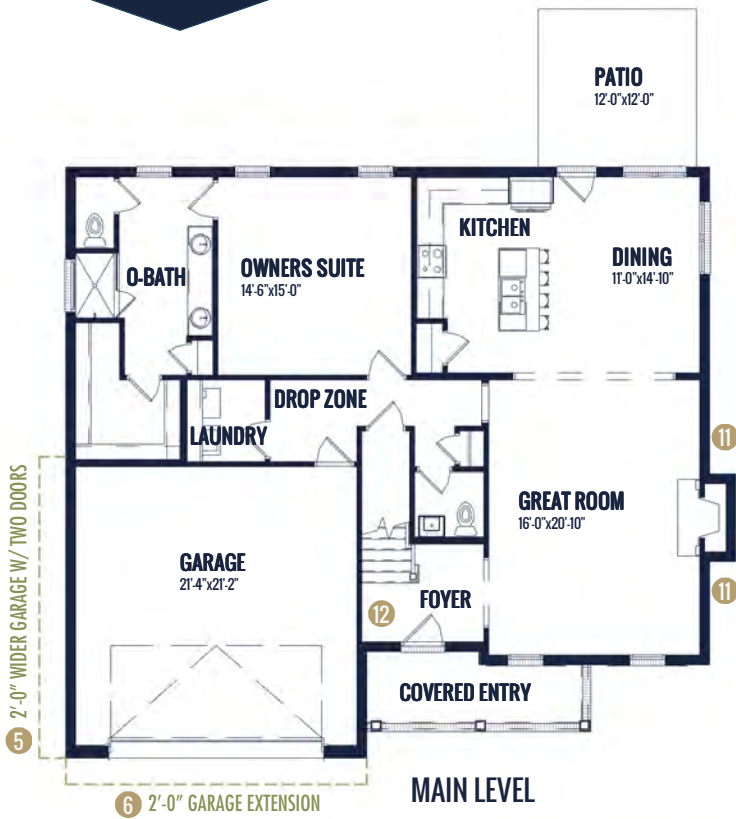 PATIO
12'-0"x12'-0"
KITCHEN
DINING
11'-0"x14'-10"
O-BATH
OWNERS SUITE
14'-6"x15'-0"
DROP ZONE
LAUNDRY
11
GREAT ROOM
16'-0"x20'-10"
GARAGE
21'-4"x21'-2"
11
12
FOYER
COVERED ENTRY
5
2'-0" WIDER GARAGE W/ TWO DOORS
6
2'-0" GARAGE EXTENSION
MAIN LEVEL